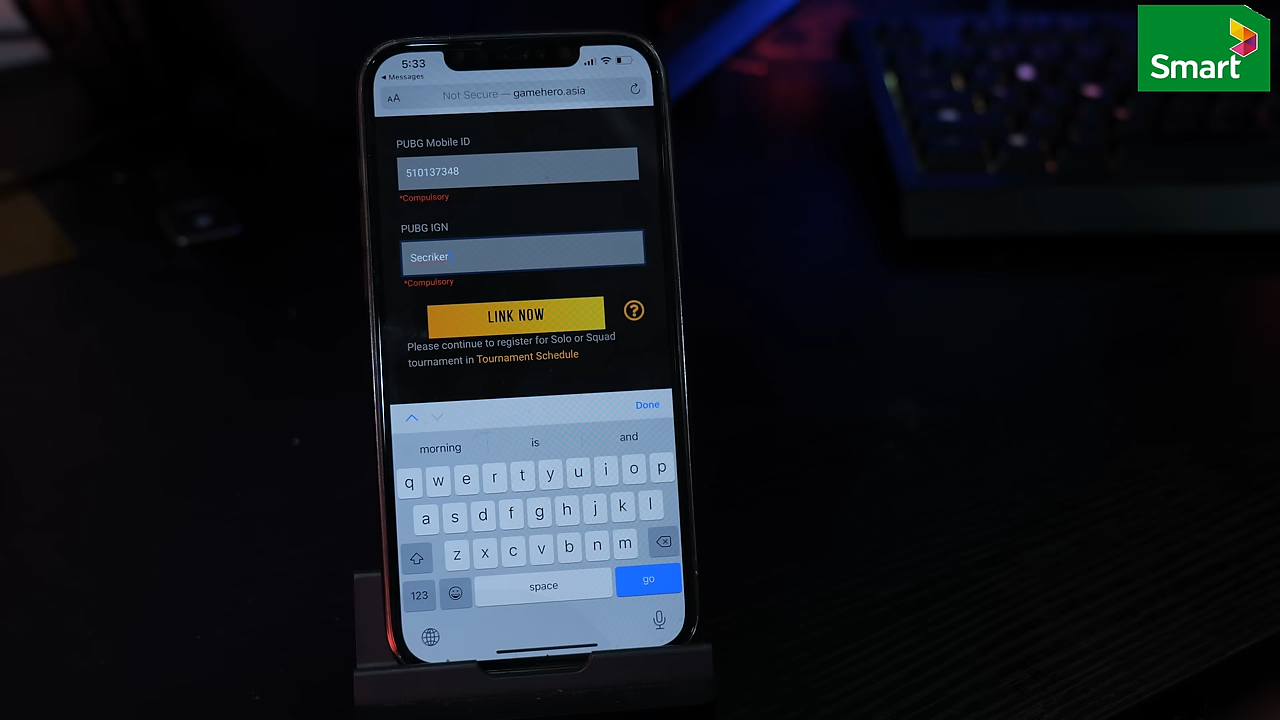 Smart
5:33
Messages
AA Not Secure — gamehero.asia
PUBG Mobile ID
510137348
*Compulsory
PUBG IGN
Secriker
*Compulsory
LINK NOW ?
Please continue to register for Solo or Squad
tournament in Tournament Schedule
Done
morning is and
q w e r t y u i o p
a s d f g h j k l
z x c v b n m
123 space go